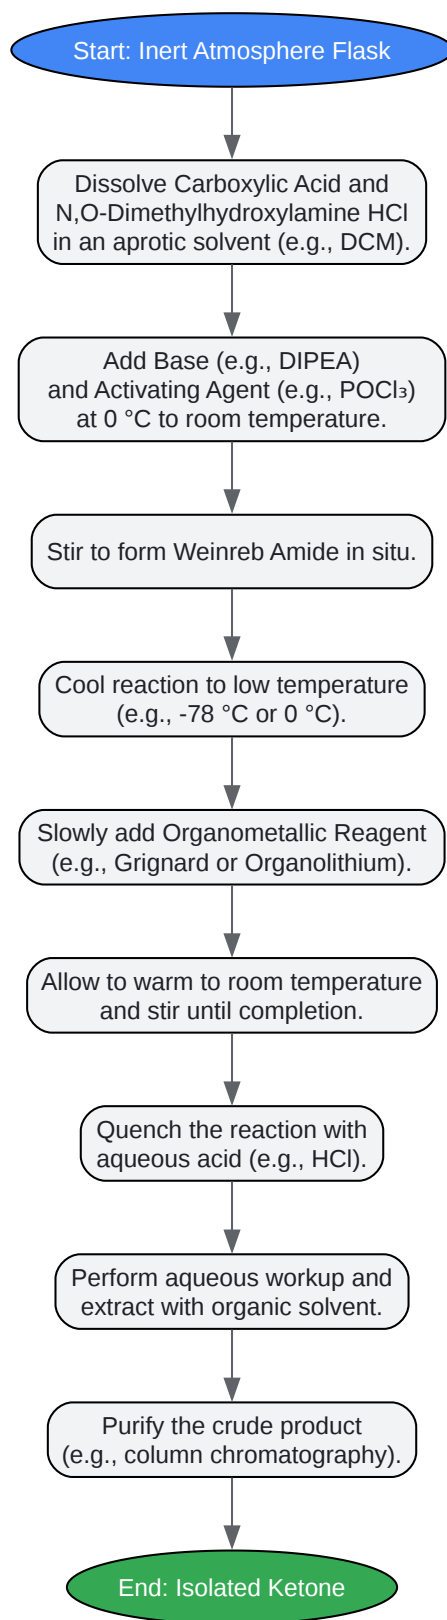 Start: Inert Atmosphere Flask
Dissolve Carboxylic Acid and
N,O-Dimethylhydroxylamine HCl
in an aprotic solvent (e.g., DCM).
Add Base (e.g., DIPEA)
and Activating Agent (e.g., POCl₃)
at 0 °C to room temperature.
Stir to form Weinreb Amide in situ.
Cool reaction to low temperature
(e.g., -78 °C or 0 °C).
Slowly add Organometallic Reagent
(e.g., Grignard or Organolithium).
Allow to warm to room temperature
and stir until completion.
Quench the reaction with
aqueous acid (e.g., HCl).
Perform aqueous workup and
extract with organic solvent.
Purify the crude product
(e.g., column chromatography).
End: Isolated Ketone